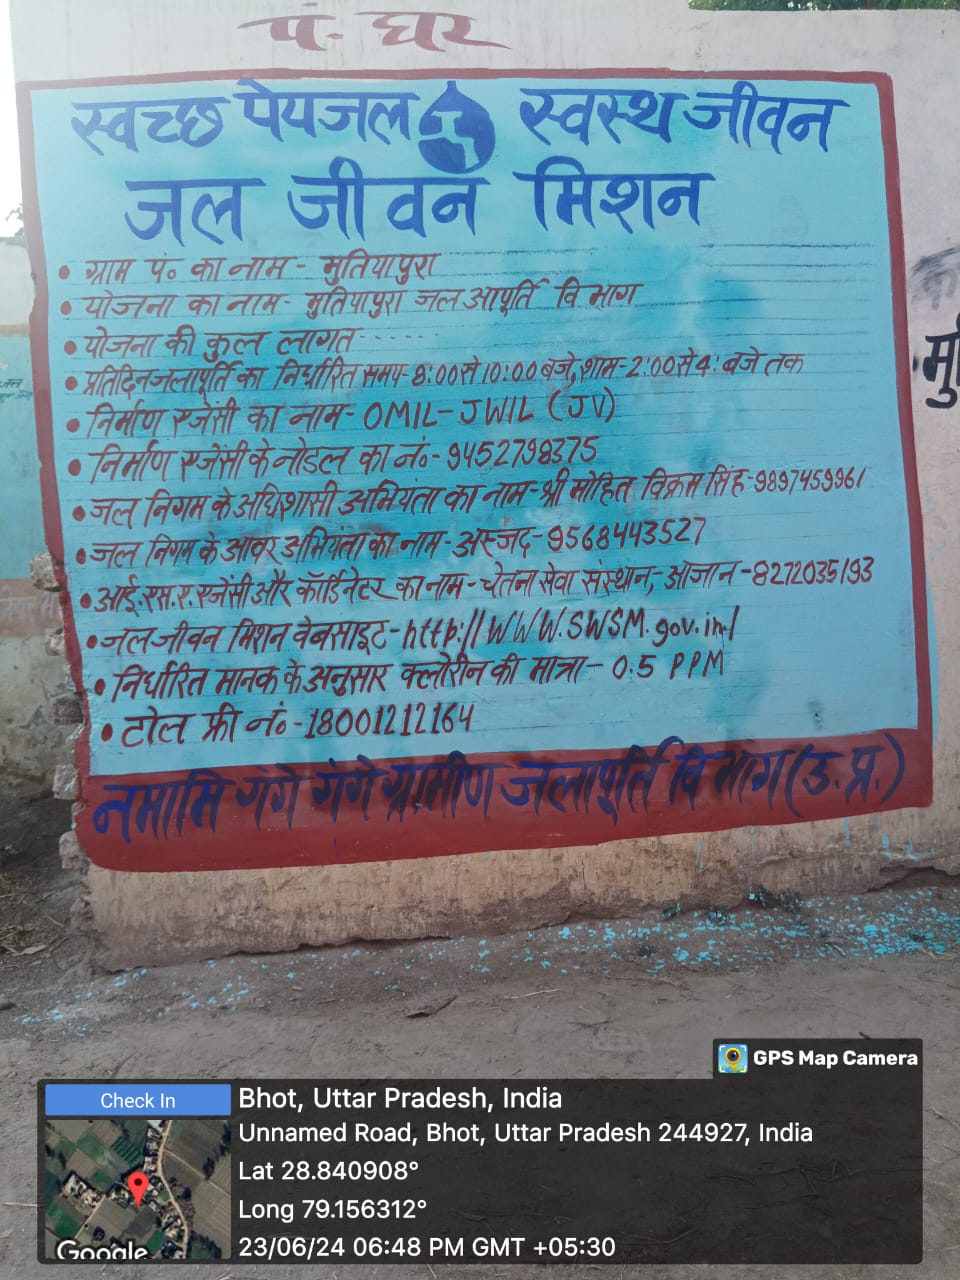 पं. घर
स्वच्छ पेयजल स्वस्थ जीवन
जल जीवन मिशन
• ग्राम पं. का नाम - मुतियापुरा
• योजना का नाम - मुतियापुरा जल आपूर्ति विभाग
• योजना की कुल लागत - . . . . .
• प्रतिदिन जलापूर्ति का निर्धारित समय - 8:00 से 10:00 बजे, शाम - 2:00 से 4: बजे तक
• निर्माण एजेंसी का नाम - OMIL - JWIL (JV)
• निर्माण एजेंसी के नोडल का नं. - 9452798375
• जल निगम के अधिशासी अभियंता का नाम - श्री मोहित विक्रम सिंह - 9897459961
• जल निगम के आवर अभियंता का नाम - अस्जद - 9568443527
• आई.एस.ए. एजेंसी और कॉर्डिनेटर का नाम - चेतना सेवा संस्थान, - आजान - 8272035193
• जल जीवन मिशन वेबसाइट - http://WWW.SWSM.gov.in/
• निर्धारित मानक के अनुसार क्लोरीन की मात्रा - 0.5 PPM
• टोल फ्री नं. - 18001212164
नमामि गंगे गंगे ग्रामीण जलापूर्ति विभाग (उ.प्र.)
GPS Map Camera
Check In
Bhot, Uttar Pradesh, India
Unnamed Road, Bhot, Uttar Pradesh 244927, India
Lat 28.840908°
Long 79.156312°
23/06/24 06:48 PM GMT +05:30
Google